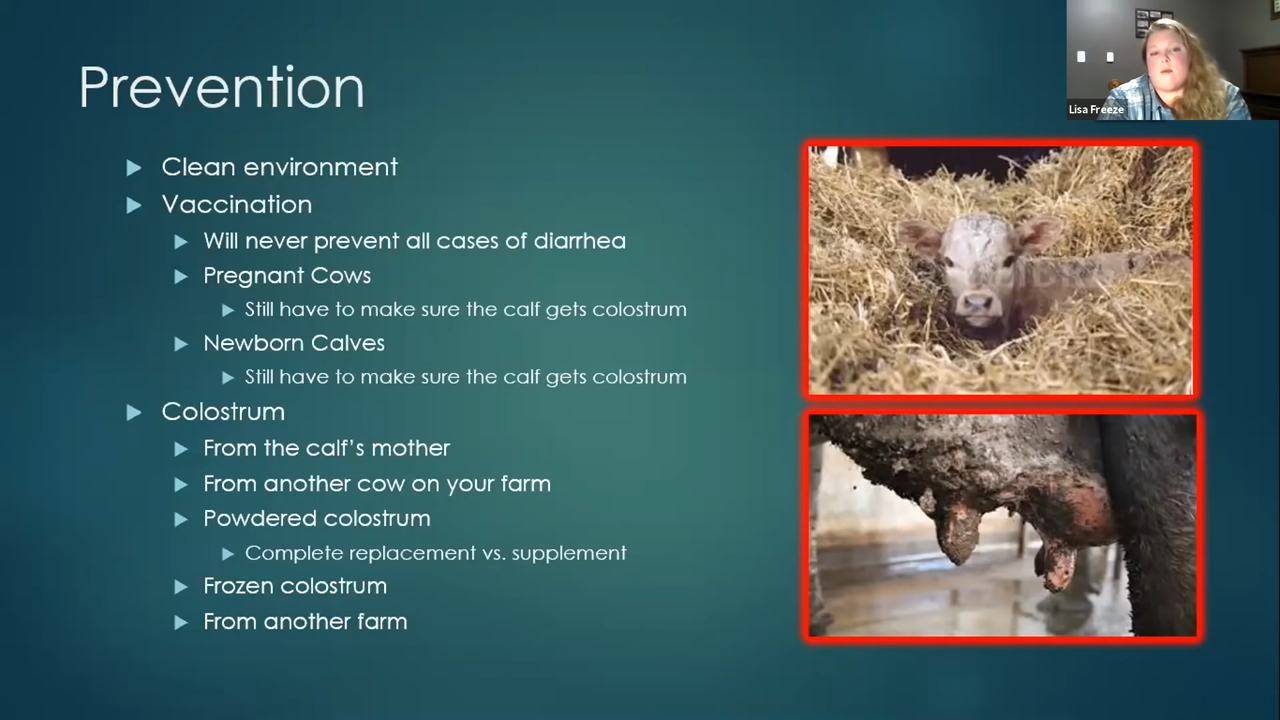 Prevention
Lisa Freeze
Clean environment
Vaccination
Will never prevent all cases of diarrhea
Pregnant Cows
Still have to make sure the calf gets colostrum
Newborn Calves
Still have to make sure the calf gets colostrum
Colostrum
From the calf's mother
From another cow on your farm
Powdered colostrum
Complete replacement vs. supplement
Frozen colostrum
From another farm